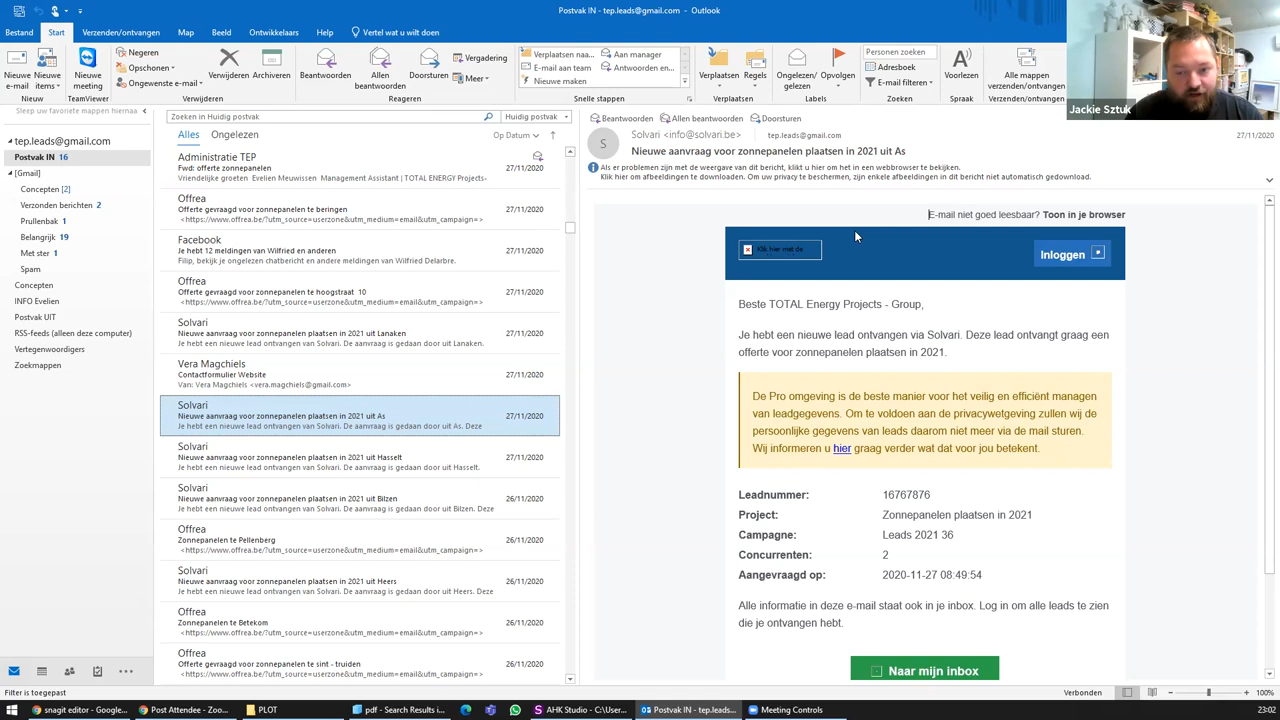 Postvak IN - tep.leads@gmail.com - Outlook
Bestand Start Verzenden/ontvangen Map Beeld Ontwikkelaars Help Vertel wat u wilt doen
Nieuwe e-mail
Nieuwe items
Nieuw
Nieuwe meeting
TeamViewer
Negeren
Opschonen
Ongewenste e-mail
Verwijderen
Archiveren
Verwijderen
Beantwoorden
Allen beantwoorden
Doorsturen
Vergadering
Meer
Reageren
Verplaatsen naa...
E-mail aan team
Nieuwe maken
Aan manager
Antwoorden en...
Snelle stappen
Verplaatsen
Regels
Verplaatsen
Ongelezen/ gelezen
Opvolgen
Labels
Personen zoeken
Adresboek
E-mail filteren
Zoeken
Voorlezen
Spraak
Alle mappen verzenden/ontvangen
Verzenden/ontvangen
Jackie Sztuk
Sleep uw favoriete mappen hiernaa
tep.leads@gmail.com
Postvak IN 16
[Gmail]
Concepten [2]
Verzonden berichten 2
Prullenbak 1
Belangrijk 19
Met ster 1
Spam
Concepten
INFO Evelien
Postvak UIT
RSS-feeds (alleen deze computer)
Vertegenwoordigers
Zoekmappen
Zoeken in Huidig postvak
Huidig postvak
Alles Ongelezen
Op Datum
Administratie TEP
Fwd: offerte zonnepanelen 27/11/2020
Vriendelijke groeten Evelien Meuwissen Management Assistant | TOTAL ENERGY Projects-
Offrea
Offerte gevraagd voor zonnepanelen te beringen 27/11/2020
<https://www.offrea.be/?utm_source=userzone&utm_medium=email&utm_campaign=>
Facebook
Je hebt 12 meldingen van Wilfried en anderen 27/11/2020
Filip, bekijk je ongelezen chatbericht en andere meldingen van Wilfried Delarbre.
Offrea
Offerte gevraagd voor zonnepanelen te hoogstraat 10 27/11/2020
<https://www.offrea.be/?utm_source=userzone&utm_medium=email&utm_campaign=>
Solvari
Nieuwe aanvraag voor zonnepanelen plaatsen in 2021 uit Lanaken 27/11/2020
Je hebt een nieuwe lead ontvangen van Solvari. De aanvraag is gedaan door uit Lanaken.
Vera Magchiels
Contactformulier Website 27/11/2020
Van: Vera Magchiels <vera.magchiels@gmail.com>
Solvari
Nieuwe aanvraag voor zonnepanelen plaatsen in 2021 uit As 27/11/2020
Je hebt een nieuwe lead ontvangen van Solvari. De aanvraag is gedaan door uit As. Deze
Solvari
Nieuwe aanvraag voor zonnepanelen plaatsen in 2021 uit Hasselt 27/11/2020
Je hebt een nieuwe lead ontvangen van Solvari. De aanvraag is gedaan door uit Hasselt.
Solvari
Nieuwe aanvraag voor zonnepanelen plaatsen in 2021 uit Bilzen 26/11/2020
Je hebt een nieuwe lead ontvangen van Solvari. De aanvraag is gedaan door uit Bilzen. Deze
Offrea
Zonnepanelen te Pellenberg 26/11/2020
<https://www.offrea.be/?utm_source=userzone&utm_medium=email&utm_campaign=>
Solvari
Nieuwe aanvraag voor zonnepanelen plaatsen in 2021 uit Heers 26/11/2020
Je hebt een nieuwe lead ontvangen van Solvari. De aanvraag is gedaan door uit Heers. Deze
Offrea
Zonnepanelen te Betekom 26/11/2020
<https://www.offrea.be/?utm_source=userzone&utm_medium=email&utm_campaign=>
Offrea
Offerte gevraagd voor zonnepanelen te sint - truiden 26/11/2020
<https://www.offrea.be/?utm_source=userzone&utm_medium=email&utm_campaign=>
Beantwoorden Allen beantwoorden Doorsturen
S
Solvari <info@solvari.be> tep.leads@gmail.com 27/11/2020
Nieuwe aanvraag voor zonnepanelen plaatsen in 2021 uit As
Als er problemen zijn met de weergave van dit bericht, klikt u hier om het in een webbrowser te bekijken.
Klik hier om afbeeldingen te downloaden. Om uw privacy te beschermen, zijn enkele afbeeldingen in dit bericht niet automatisch gedownload.
E-mail niet goed leesbaar? Toon in je browser
Klik hier met de
Inloggen
Beste TOTAL Energy Projects - Group,
Je hebt een nieuwe lead ontvangen via Solvari. Deze lead ontvangt graag een
offerte voor zonnepanelen plaatsen in 2021.
De Pro omgeving is de beste manier voor het veilig en efficiënt managen
van leadgegevens. Om te voldoen aan de privacywetgeving zullen wij de
persoonlijke gegevens van leads daarom niet meer via de mail sturen.
Wij informeren u hier graag verder wat dat voor jou betekent.
Leadnummer: 16767876
Project: Zonnepanelen plaatsen in 2021
Campagne: Leads 2021 36
Concurrenten: 2
Aangevraagd op: 2020-11-27 08:49:54
Alle informatie in deze e-mail staat ook in je inbox. Log in om alle leads te zien
die je ontvangen hebt.
Naar mijn inbox
Filter is toegepast
Verbonden
100%
snagit editor - Google...
Post Attendee - Zoo...
PLOT
pdf - Search Results i...
AHK Studio - C:\User...
Postvak IN - tep.leads...
Meeting Controls
23:02